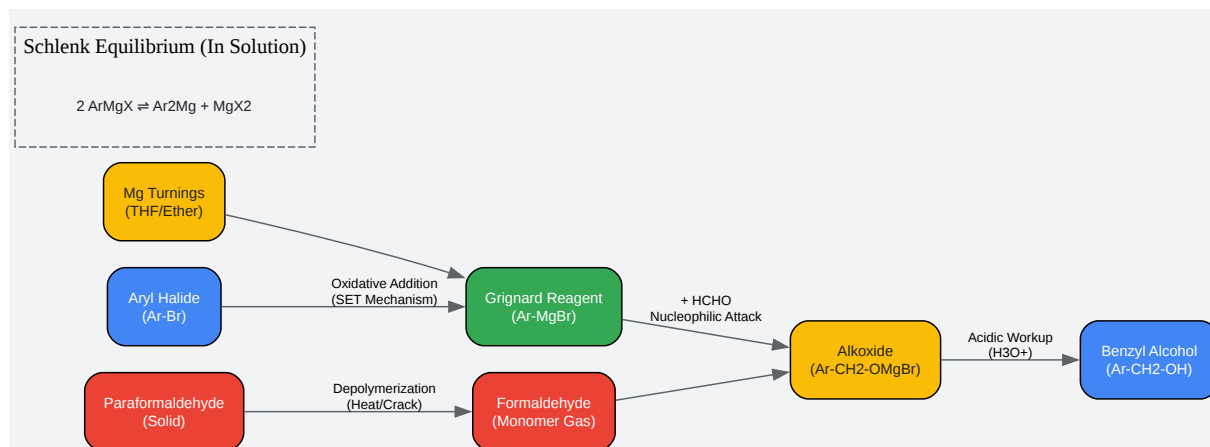 Schlenk Equilibrium (In Solution)
2 ArMgX ⇌ Ar2Mg + MgX2
Mg Turnings
(THF/Ether)
Aryl Halide
(Ar-Br)
Oxidative Addition
(SET Mechanism)
Grignard Reagent
(Ar-MgBr)
+ HCHO
Nucleophilic Attack
Alkoxide
(Ar-CH2-OMgBr)
Acidic Workup
(H3O+)
Benzyl Alcohol
(Ar-CH2-OH)
Paraformaldehyde
(Solid)
Depolymerization
(Heat/Crack)
Formaldehyde
(Monomer Gas)